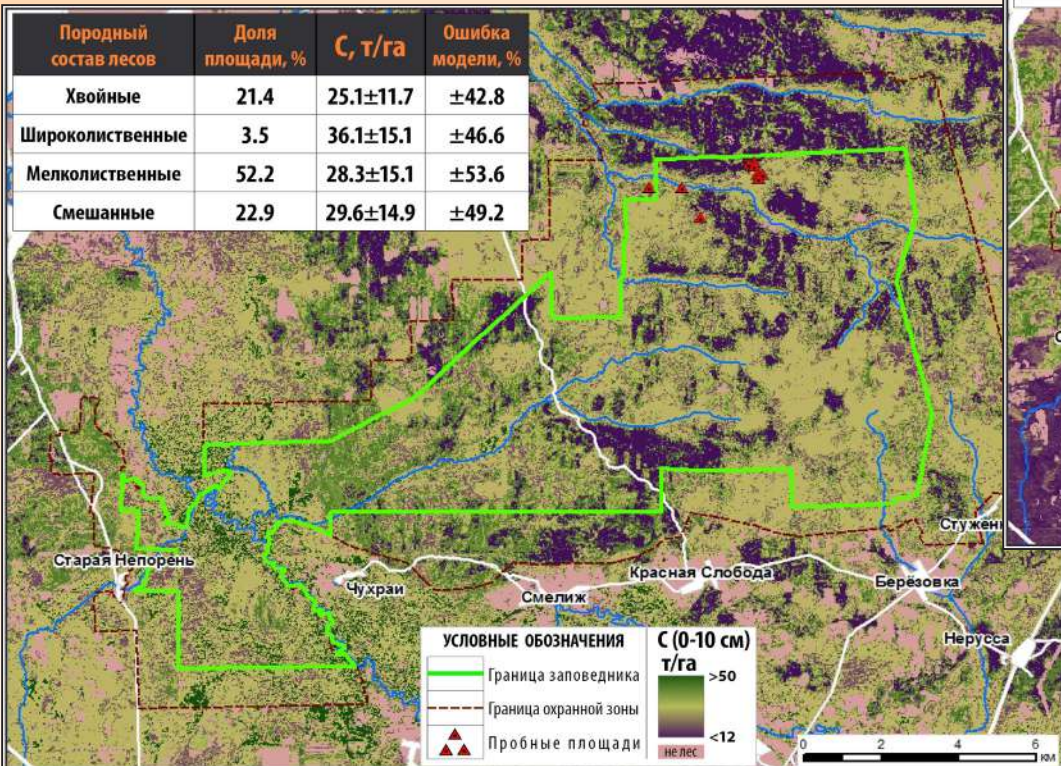 Породный состав лесов Доля площади, % С, т/га Ошибка модели, %
Хвойные 21.4 25.1±11.7 ±42.8
Широколиственные 3.5 36.1±15.1 ±46.6
Мелколиственные 52.2 28.3±15.1 ±53.6
Смешанные 22.9 29.6±14.9 ±49.2
Старая Непорень
Чухраи
Смелиж
Красная Слобода
Берёзовка
Нерусса
УСЛОВНЫЕ ОБОЗНАЧЕНИЯ
Граница заповедника
Граница охранной зоны
Пробные площади
С (0-10 см)
т/га
>50
<12
не лес
0 2 4 6
км